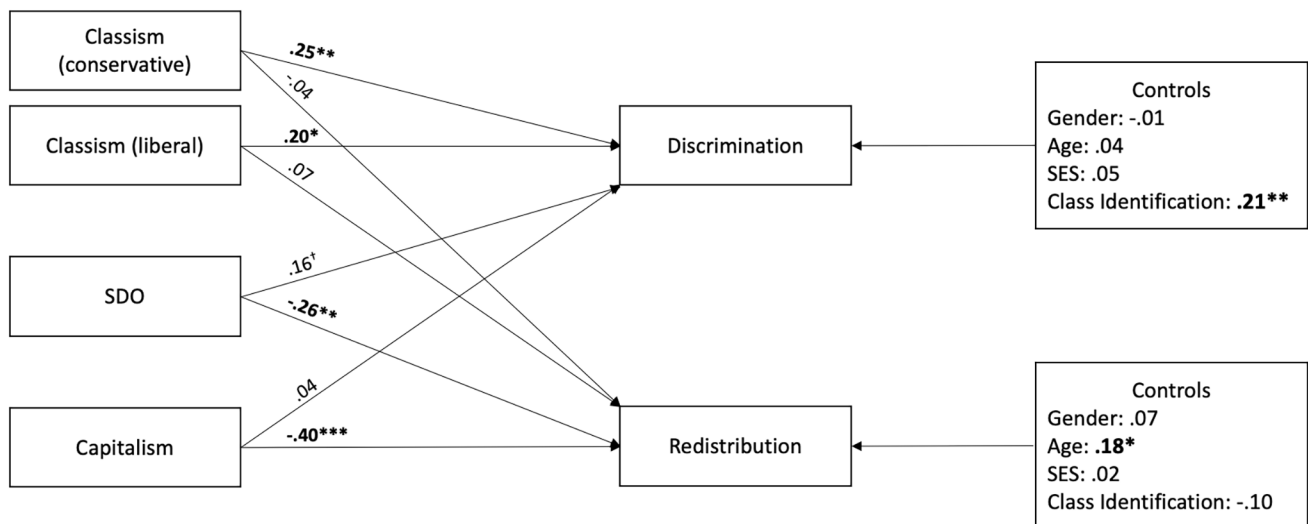 Classism
(conservative)
Classism (liberal)
SDO
Capitalism
.25**
-.04
.20*
.07
.16†
-.26**
.04
-.40***
Discrimination
Redistribution
Controls
Gender: -.01
Age: .04
SES: .05
Class Identification: .21**
Controls
Gender: .07
Age: .18*
SES: .02
Class Identification: -.10